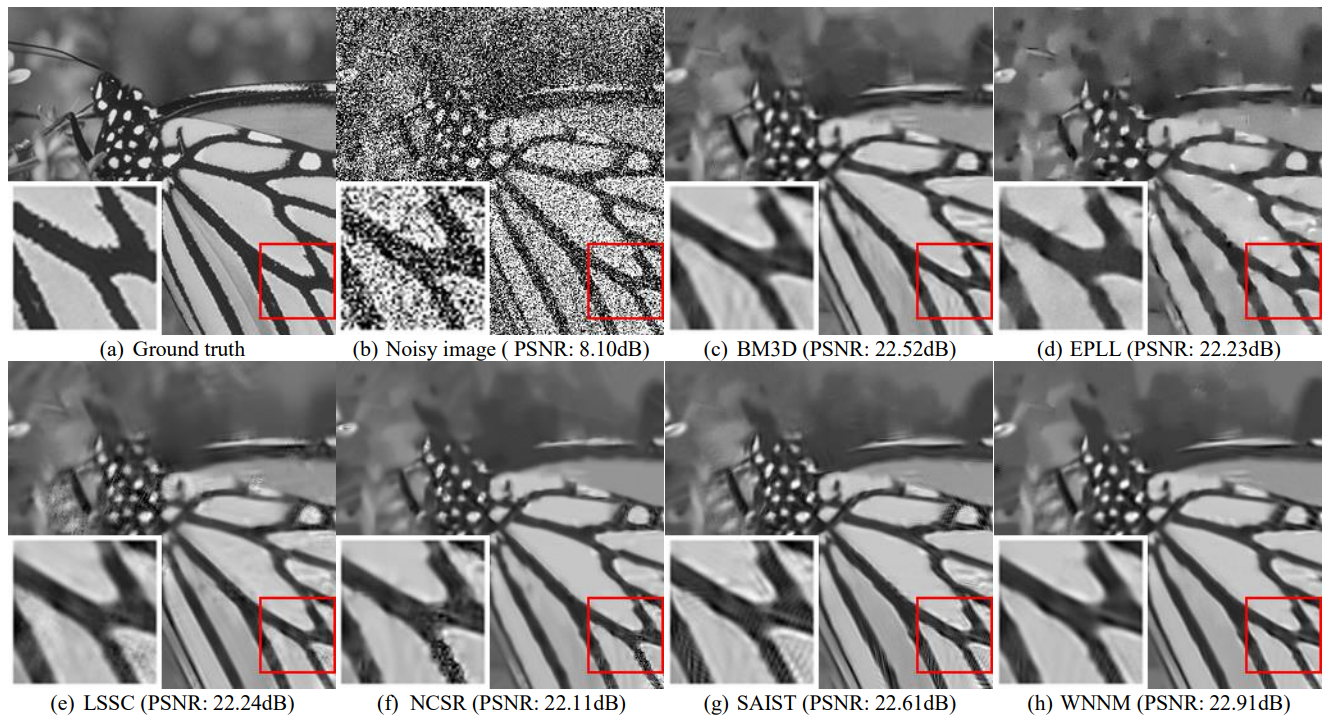 (a) Ground truth
(b) Noisy image ( PSNR: 8.10dB)
(c) BM3D (PSNR: 22.52dB)
(d) EPLL (PSNR: 22.23dB)
(e) LSSC (PSNR: 22.24dB)
(f) NCSR (PSNR: 22.11dB)
(g) SAIST (PSNR: 22.61dB)
(h) WNNM (PSNR: 22.91dB)